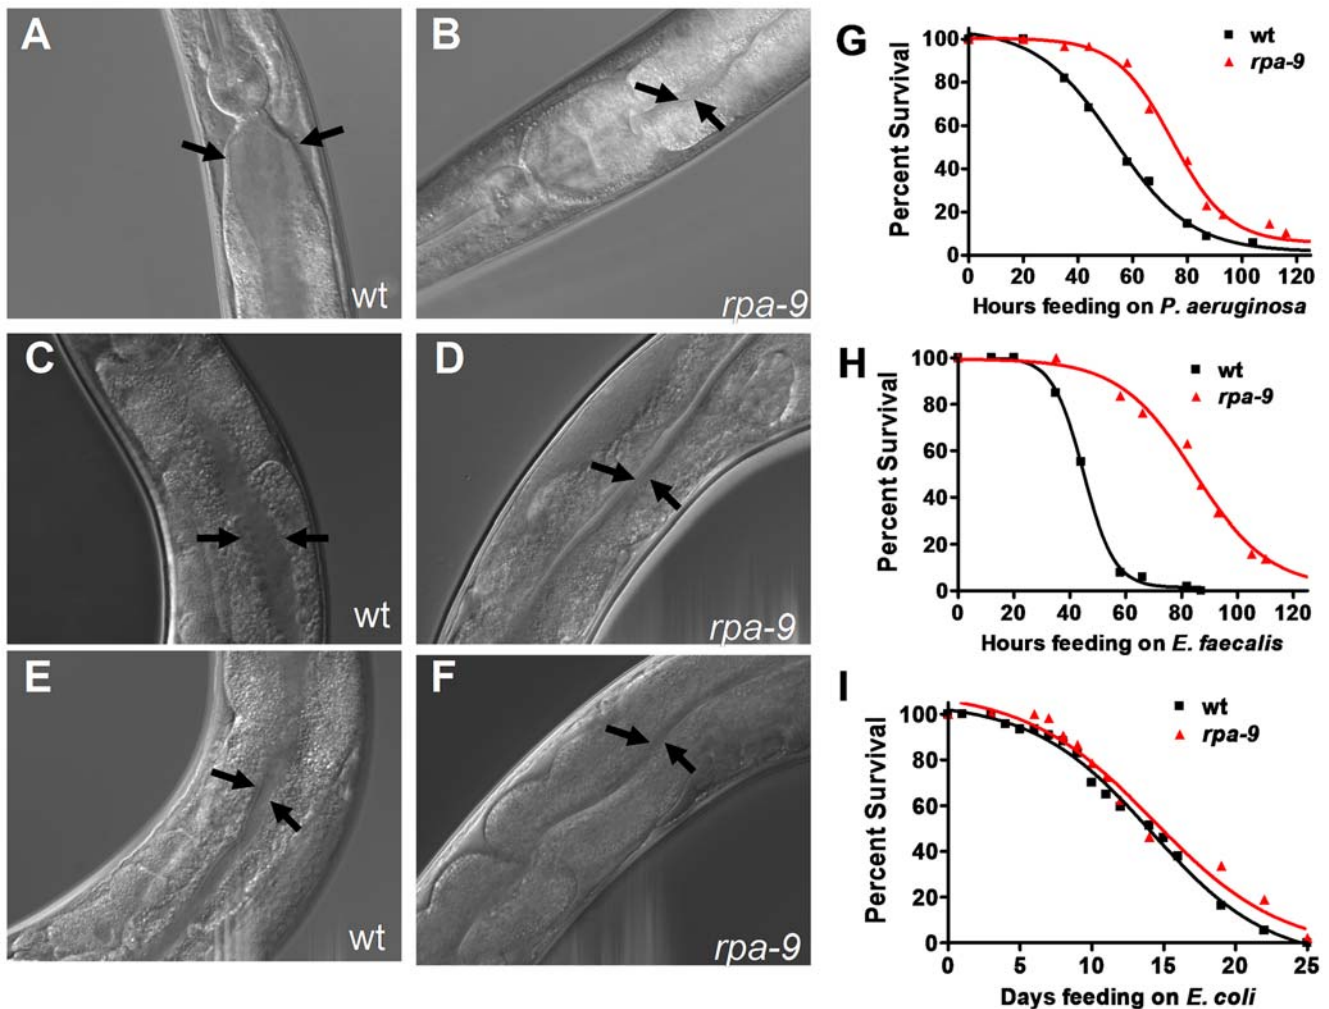 A
wt
B
rpa-9
C
wt
D
rpa-9
E
wt
F
rpa-9
G
wt
rpa-9
Percent Survival
100
80
60
40
20
0
0 20 40 60 80 100 120
Hours feeding on P. aeruginosa
H
wt
rpa-9
Percent Survival
100
80
60
40
20
0
0 20 40 60 80 100 120
Hours feeding on E. faecalis
I
wt
rpa-9
Percent Survival
100
80
60
40
20
0
0 5 10 15 20 25
Days feeding on E. coli